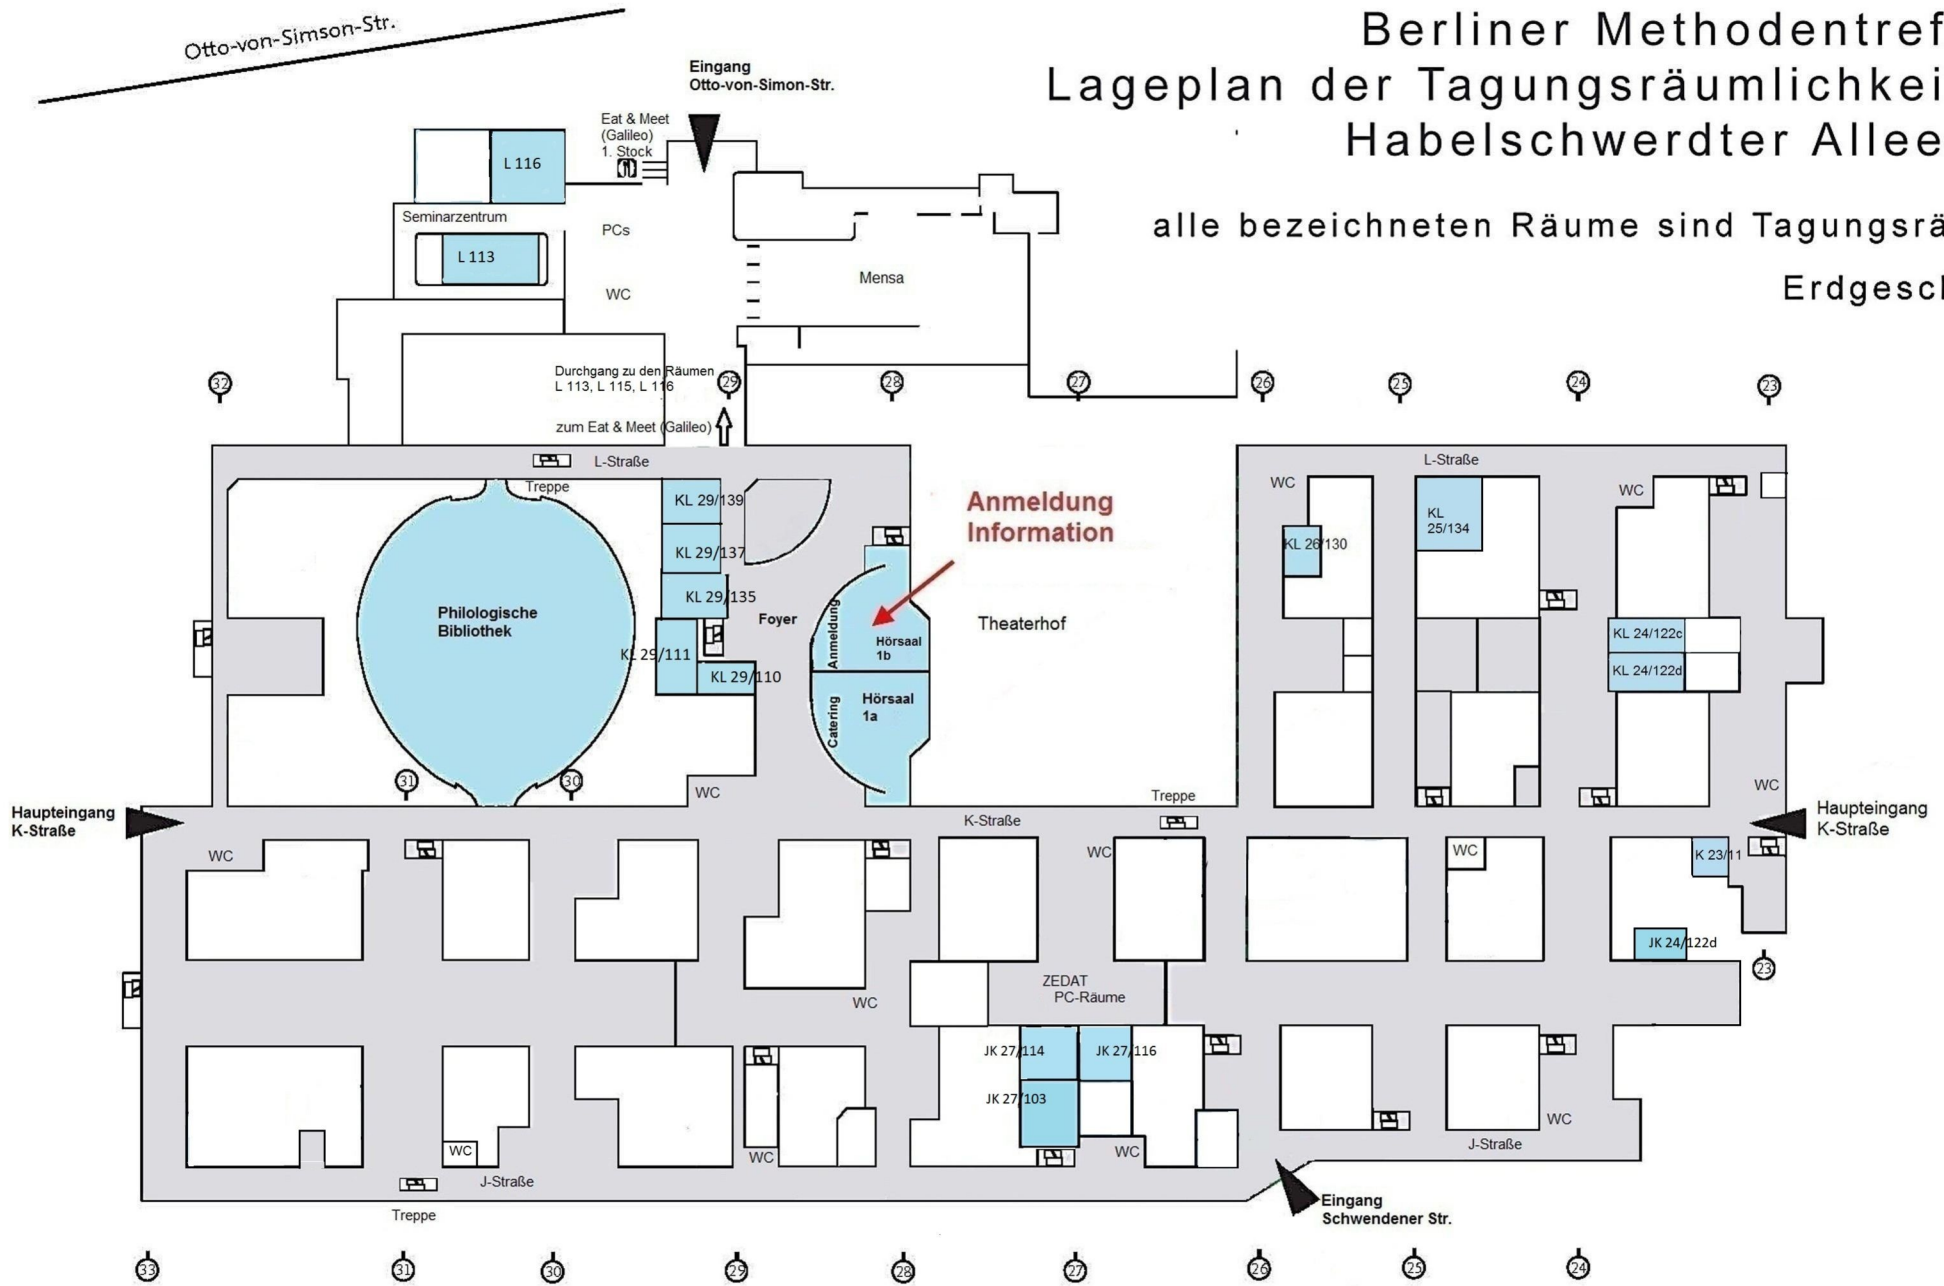 Otto-von-Simson-Str.
Berliner Methodentref
Lageplan der Tagungsräumlichkei
Habelschwerdter Allee
alle bezeichneten Räume sind Tagungsrä
Erdgescl
Eingang
Otto-von-Simon-Str.
Eat & Meet
(Galileo)
1. Stock
L 116
Seminarzentrum
L 113
PCs
WC
Mensa
Durchgang zu den Räumen
L 113, L 115, L 116
zum Eat & Meet (Galileo)
32
29
28
27
26
25
24
23
L-Straße
Treppe
L-Straße
KL 29/139
KL 29/137
KL 29/135
KL 29/111
KL 29/110
Philologische
Bibliothek
Foyer
Anmeldung
Information
Anmeldung
Hörsaal
1b
Catering
Hörsaal
1a
Theaterhof
WC
KL 26/130
KL
25/134
WC
KL 24/122c
KL 24/122d
31
30
WC
Treppe
WC
Haupteingang
K-Straße
K-Straße
Haupteingang
K-Straße
WC
WC
WC
K 23/11
JK 24/122d
23
WC
ZEDAT
PC-Räume
JK 27/114
JK 27/116
JK 27/103
WC
WC
WC
WC
J-Straße
J-Straße
Treppe
Eingang
Schwendener Str.
33
31
30
29
28
27
26
25
24